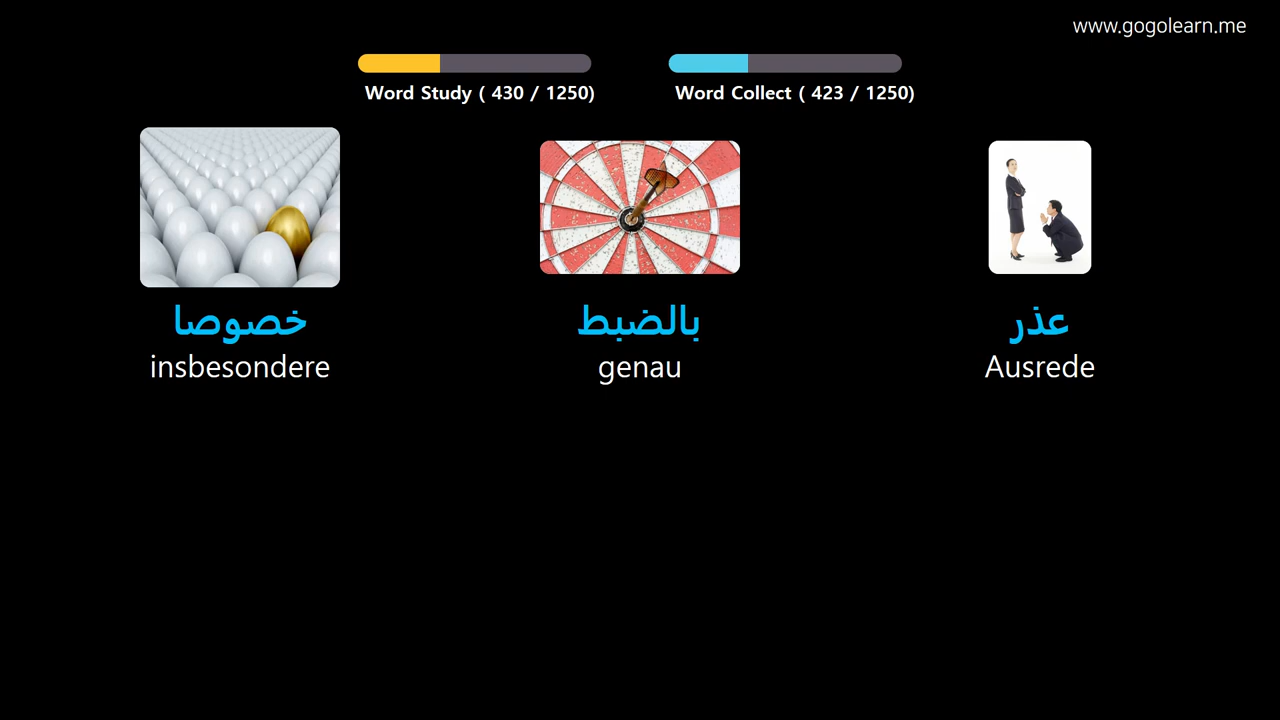 www.gogolearn.me
Word Study ( 430 / 1250)
Word Collect ( 423 / 1250)
خصوصا
insbesondere
بالضبط
genau
عذر
Ausrede